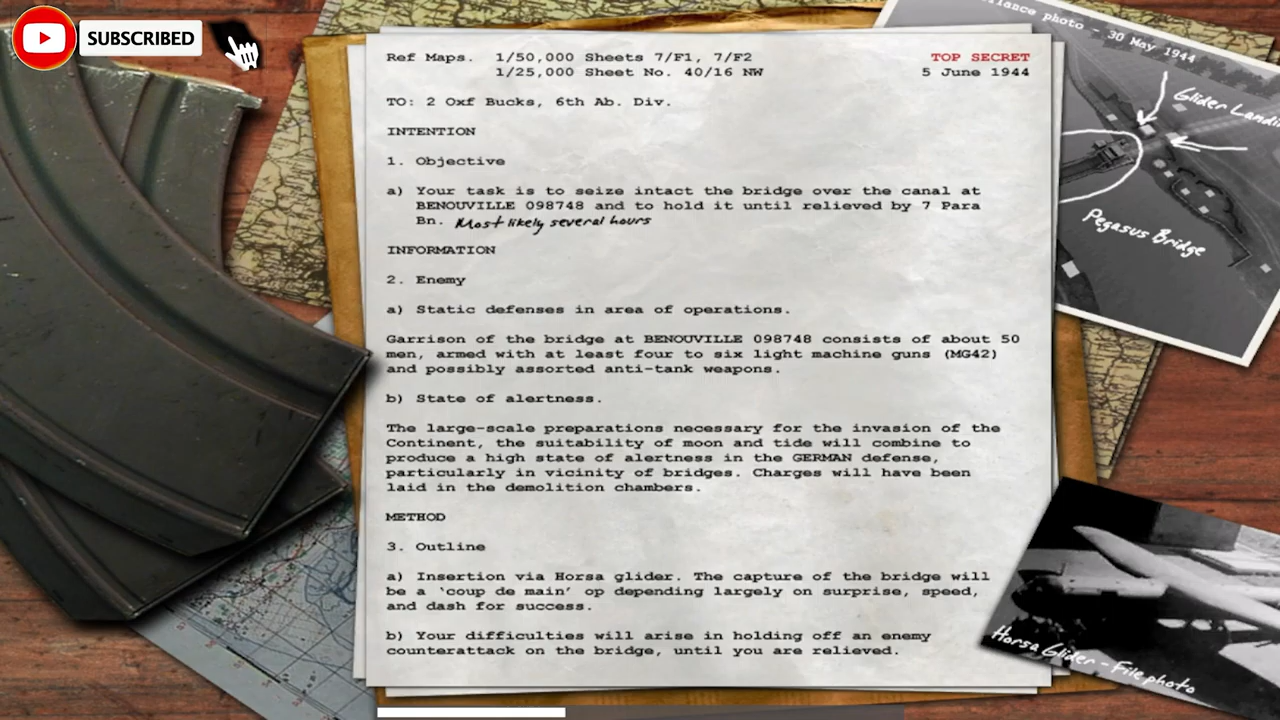 SUBSCRIBED
Ref Maps. 1/50,000 Sheets 7/F1, 7/F2
TOP SECRET
1/25,000 Sheet No. 40/16 NW
5 June 1944
TO: 2 Oxf Bucks, 6th Ab. Div.
INTENTION
1. Objective
a) Your task is to seize intact the bridge over the canal at
BENOUVILLE 098748 and to hold it until relieved by 7 Para
Bn. Most likely several hours
INFORMATION
2. Enemy
a) Static defenses in area of operations.
Garrison of the bridge at BENOUVILLE 098748 consists of about 50
men, armed with at least four to six light machine guns (MG42)
and possibly assorted anti-tank weapons.
b) State of alertness.
The large-scale preparations necessary for the invasion of the
Continent, the suitability of moon and tide will combine to
produce a high state of alertness in the GERMAN defense,
particularly in vicinity of bridges. Charges will have been
laid in the demolition chambers.
METHOD
3. Outline
a) Insertion via Horsa glider. The capture of the bridge will
be a 'coup de main' op depending largely on surprise, speed,
and dash for success.
b) Your difficulties will arise in holding off an enemy
counterattack on the bridge, until you are relieved.
photo - 30 May 1944
Glider
Pegasus Bridge
Horsa Glider - File photo